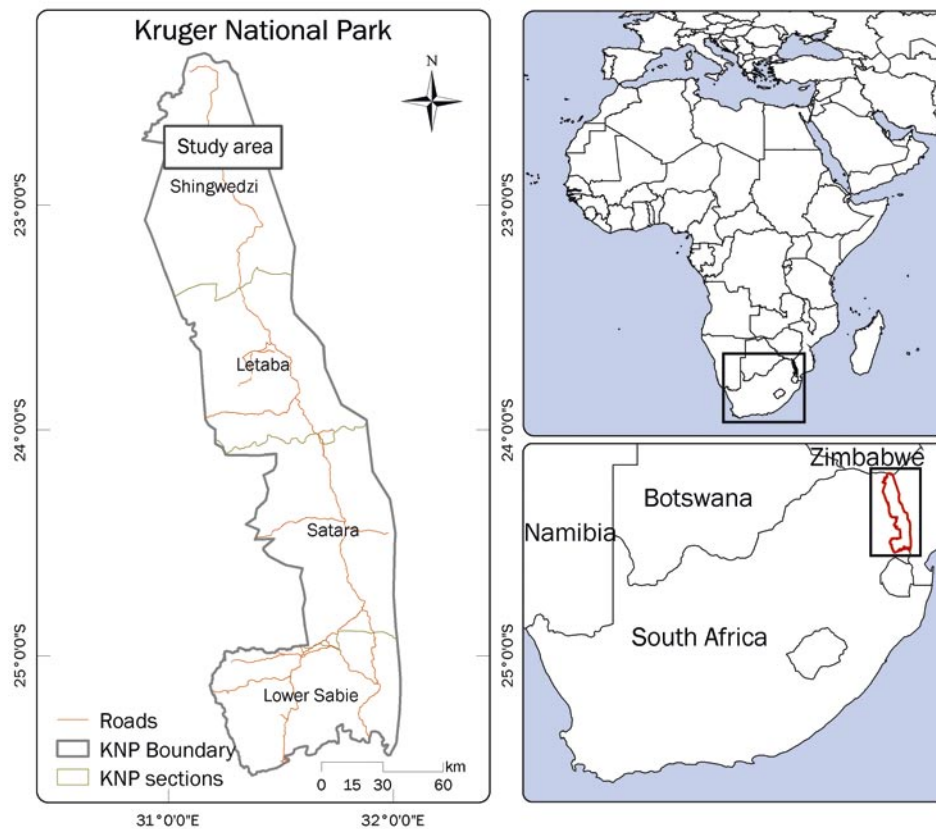 Kruger National Park
N
Study area
Shingwedzi
Letaba
Satara
Lower Sabie
Roads
KNP Boundary
KNP sections
km
0 15 30 60
23°0'0"S
24°0'0"S
25°0'0"S
23°0'0"S
24°0'0"S
25°0'0"S
31°0'0"E
32°0'0"E
Zimbabwe
Botswana
Namibia
South Africa